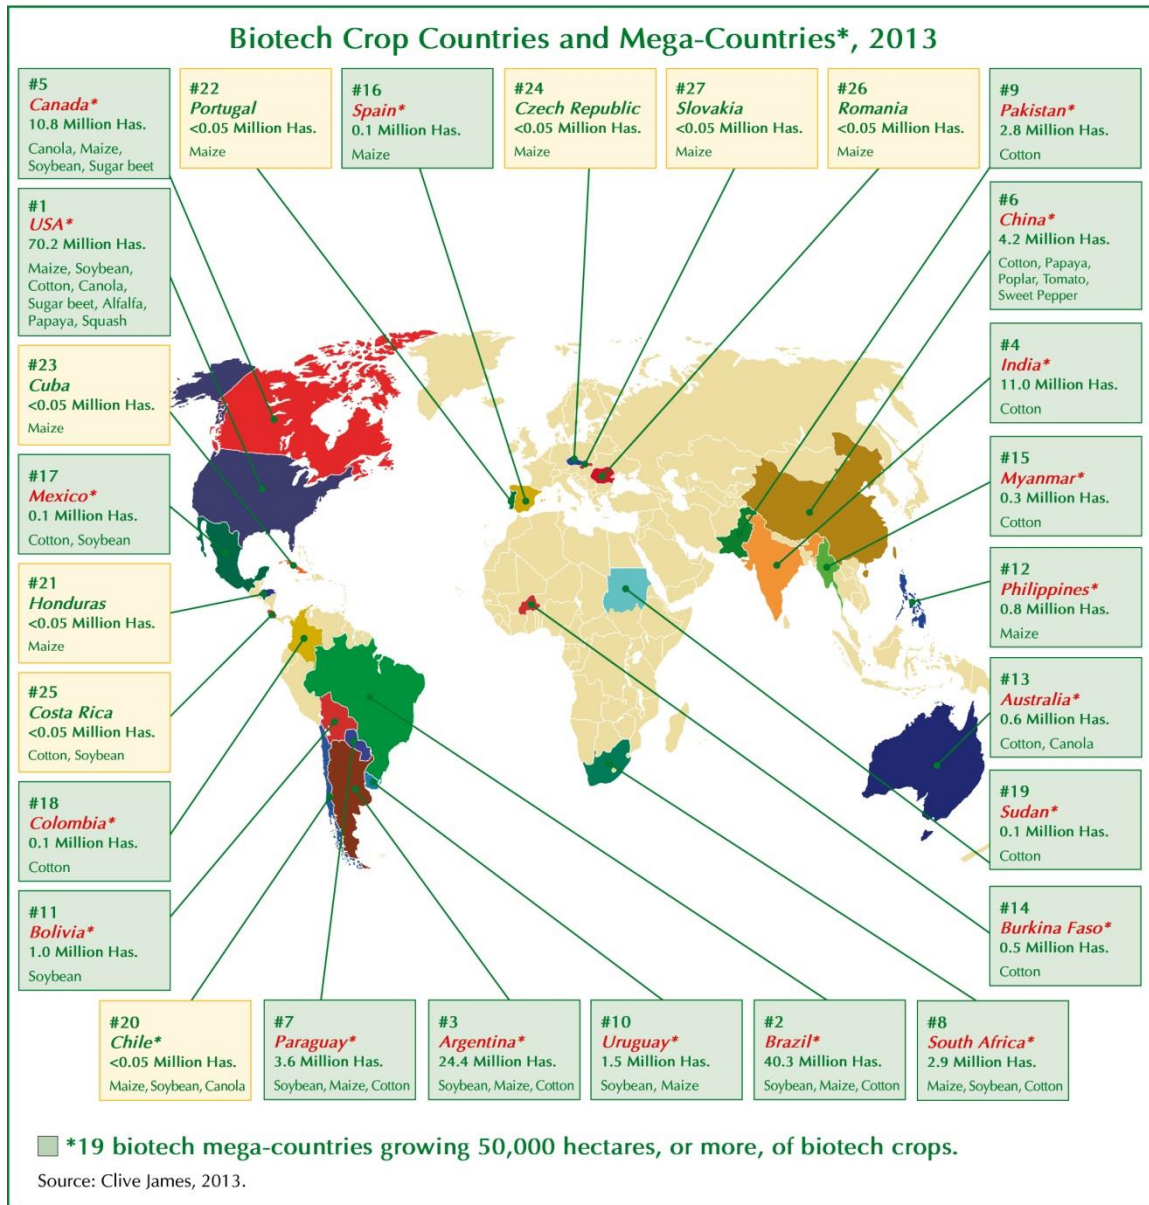 Biotech Crop Countries and Mega-Countries*, 2013
#5
Canada*
10.8 Million Has.
Canola, Maize,
Soybean, Sugar beet
#22
Portugal
<0.05 Million Has.
Maize
#16
Spain*
0.1 Million Has.
Maize
#24
Czech Republic
<0.05 Million Has.
Maize
#27
Slovakia
<0.05 Million Has.
Maize
#26
Romania
<0.05 Million Has.
Maize
#9
Pakistan*
2.8 Million Has.
Cotton
#1
USA*
70.2 Million Has.
Maize, Soybean,
Cotton, Canola,
Sugar beet, Alfalfa,
Papaya, Squash
#6
China*
4.2 Million Has.
Cotton, Papaya,
Poplar, Tomato,
Sweet Pepper
#23
Cuba
<0.05 Million Has.
Maize
#4
India*
11.0 Million Has.
Cotton
#17
Mexico*
0.1 Million Has.
Cotton, Soybean
#15
Myanmar*
0.3 Million Has.
Cotton
#21
Honduras
<0.05 Million Has.
Maize
#12
Philippines*
0.8 Million Has.
Maize
#25
Costa Rica
<0.05 Million Has.
Cotton, Soybean
#13
Australia*
0.6 Million Has.
Cotton, Canola
#18
Colombia*
0.1 Million Has.
Cotton
#19
Sudan*
0.1 Million Has.
Cotton
#11
Bolivia*
1.0 Million Has.
Soybean
#14
Burkina Faso*
0.5 Million Has.
Cotton
#20
Chile*
<0.05 Million Has.
Maize, Soybean, Canola
#7
Paraguay*
3.6 Million Has.
Soybean, Maize, Cotton
#3
Argentina*
24.4 Million Has.
Soybean, Maize, Cotton
#10
Uruguay*
1.5 Million Has.
Soybean, Maize
#2
Brazil*
40.3 Million Has.
Soybean, Maize, Cotton
#8
South Africa*
2.9 Million Has.
Maize, Soybean, Cotton
*19 biotech mega-countries growing 50,000 hectares, or more, of biotech crops.
Source: Clive James, 2013.